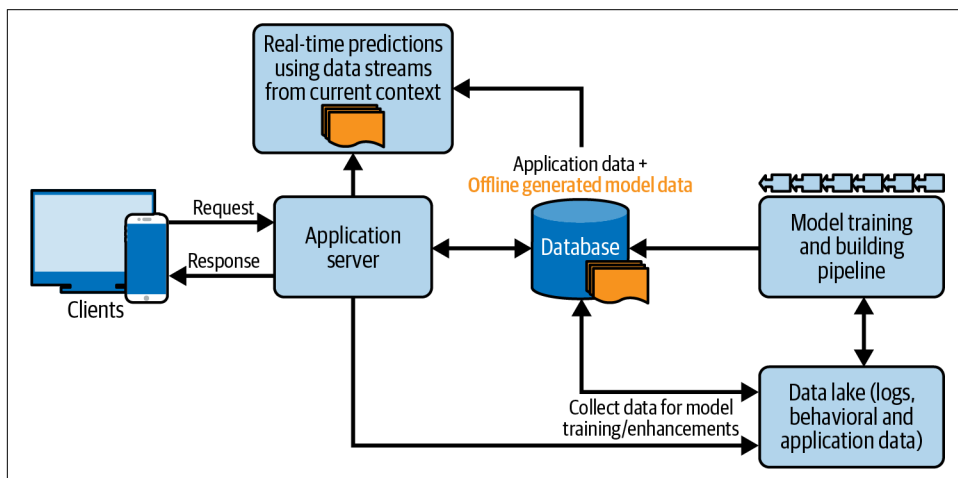 Real-time predictions
using data streams
from current context
Application data +
Offline generated model data
Request
Response
Clients
Application
server
Database
Model training
and building
pipeline
Collect data for model
training/enhancements
Data lake (logs,
behavioral and
application data)